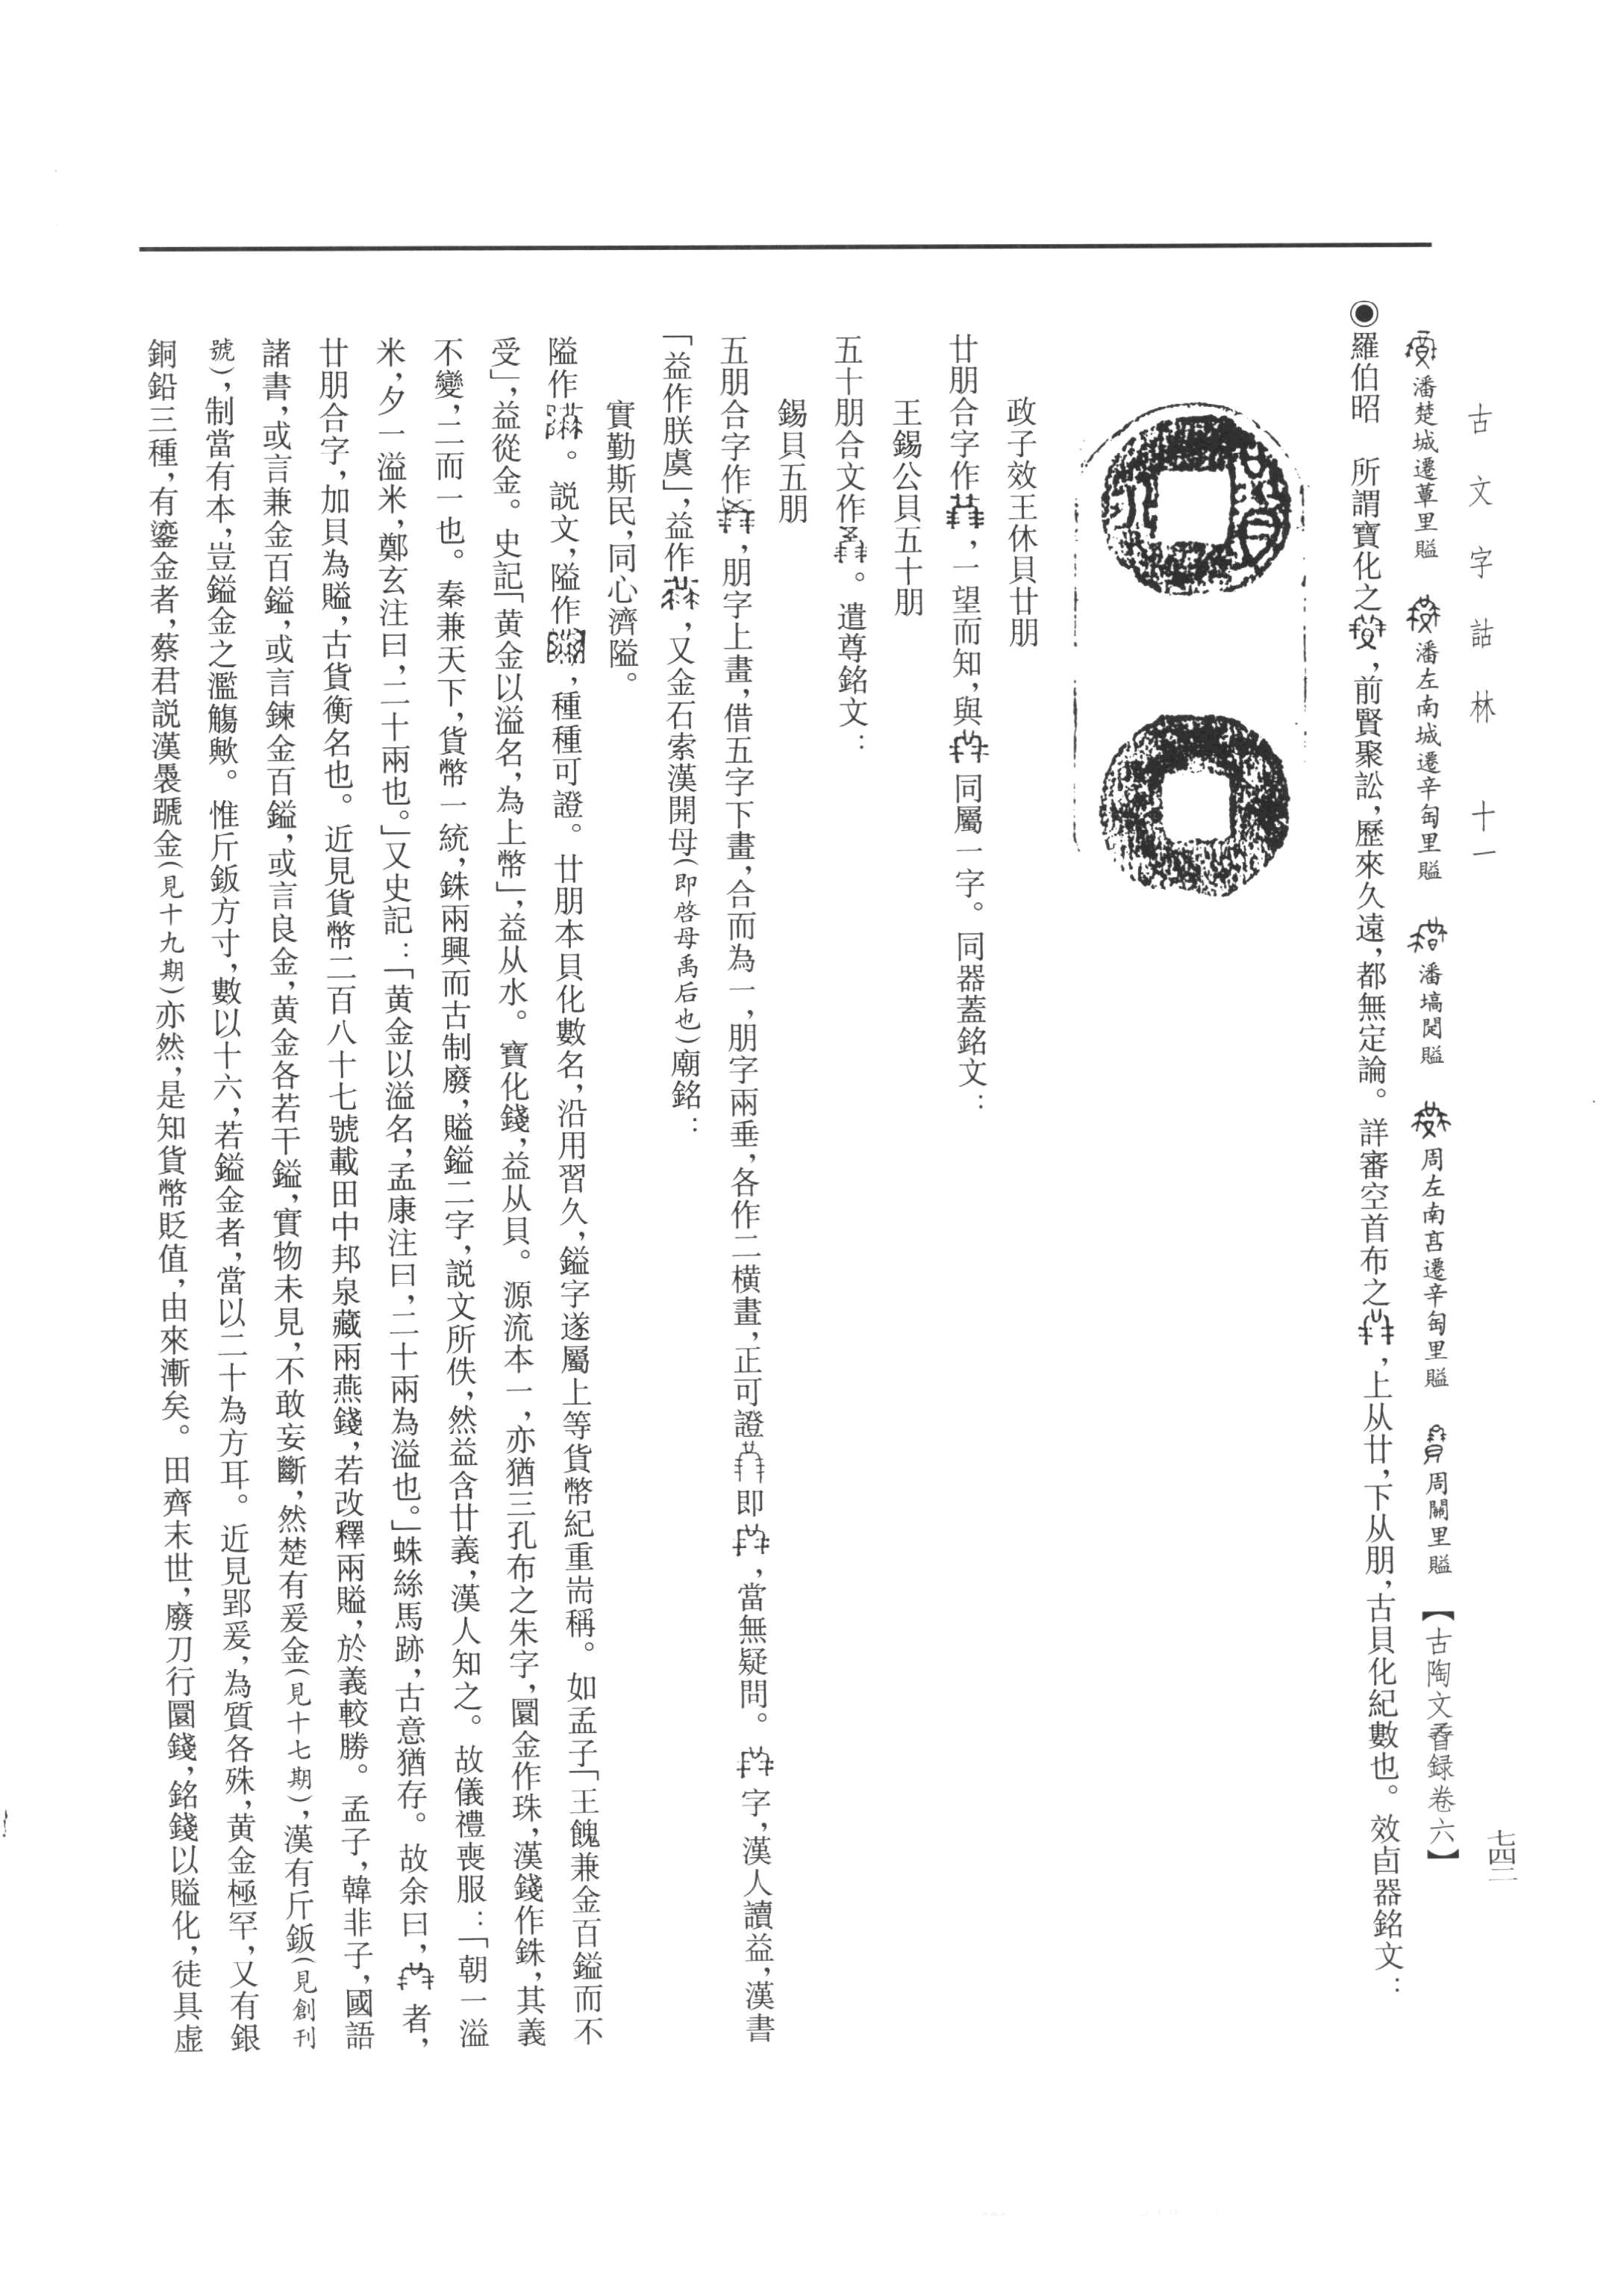 古文字詁林 十一
七四二
潘楚城遷蕈里賹 潘左南城遷辛匋里賹 潘塙閔賹 周左南亯遷辛匋里賹 周關里賹 【古陶文舂録卷六】
◉羅伯昭 所謂寶化之，前賢聚訟，歷來久遠，都無定論。詳審空首布之，上从廿，下从朋，古貝化紀數也。效卣器銘文：
政子效王休貝廿朋
廿朋合字作，一望而知，與同屬一字。同器蓋銘文：
王錫公貝五十朋
五十朋合文作。遣尊銘文：
錫貝五朋
五朋合字作，朋字上畫，借五字下畫，合而為一，朋字兩垂，各作二橫畫，正可證即，當無疑問。字，漢人讀益，漢書
「益作朕虞」，益作，又金石索漢開母（即啓母禹后也）廟銘：
實勤斯民，同心濟隘。
隘作。説文，隘作，種種可證。廿朋本貝化數名，沿用習久，鎰字遂屬上等貨幣紀重耑稱。如孟子「王餽兼金百鎰而不
受」，益從金。史記「黄金以溢名，為上幣」，益从水。寶化錢，益从貝。源流本一，亦猶三孔布之朱字，圜金作珠，漢錢作銖，其義
不變，二而一也。秦兼天下，貨幣一統，銖兩興而古制廢，賹鎰二字，説文所佚，然益含廿義，漢人知之。故儀禮喪服：「朝一溢
米，夕一溢米，鄭玄注曰，二十兩也。」又史記：「黄金以溢名，孟康注曰，二十兩為溢也。」蛛絲馬跡，古意猶存。故余曰，者，
廿朋合字，加貝為賹，古貨衡名也。近見貨幣二百八十七號載田中邦泉藏兩燕錢，若改釋兩賹，於義較勝。孟子，韓非子，國語
諸書，或言兼金百鎰，或言鍊金百鎰，或言良金，黄金各若干鎰，實物未見，不敢妄斷，然楚有爰金（見十七期），漢有斤鈑（見創刊
號），制當有本，豈鎰金之濫觴歟。惟斤鈑方寸，數以十六，若鎰金者，當以二十為方耳。近見郢爰，為質各殊，黄金極罕，又有銀
銅鉛三種，有鎏金者，蔡君説漢褭蹏金（見十九期）亦然，是知貨幣貶值，由來漸矣。田齊末世，廢刀行圜錢，銘錢以賹化，徒具虛